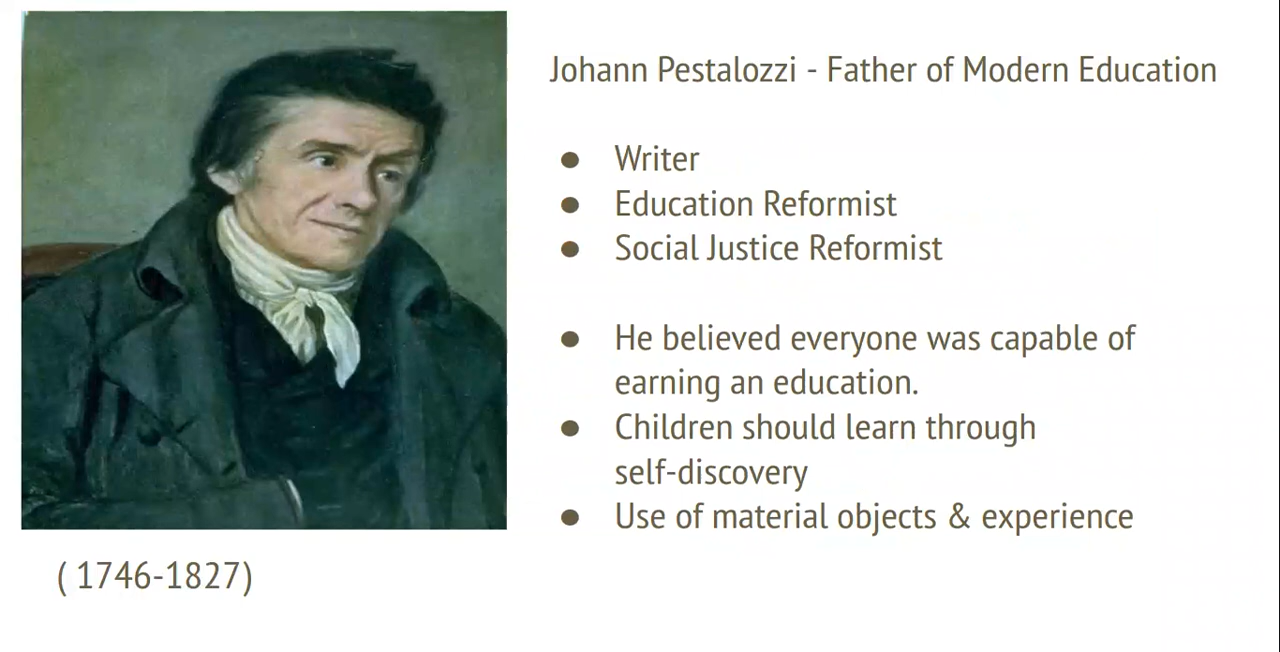 Johann Pestalozzi - Father of Modern Education
● Writer
● Education Reformist
● Social Justice Reformist
● He believed everyone was capable of
earning an education.
● Children should learn through
self-discovery
● Use of material objects & experience
( 1746-1827)